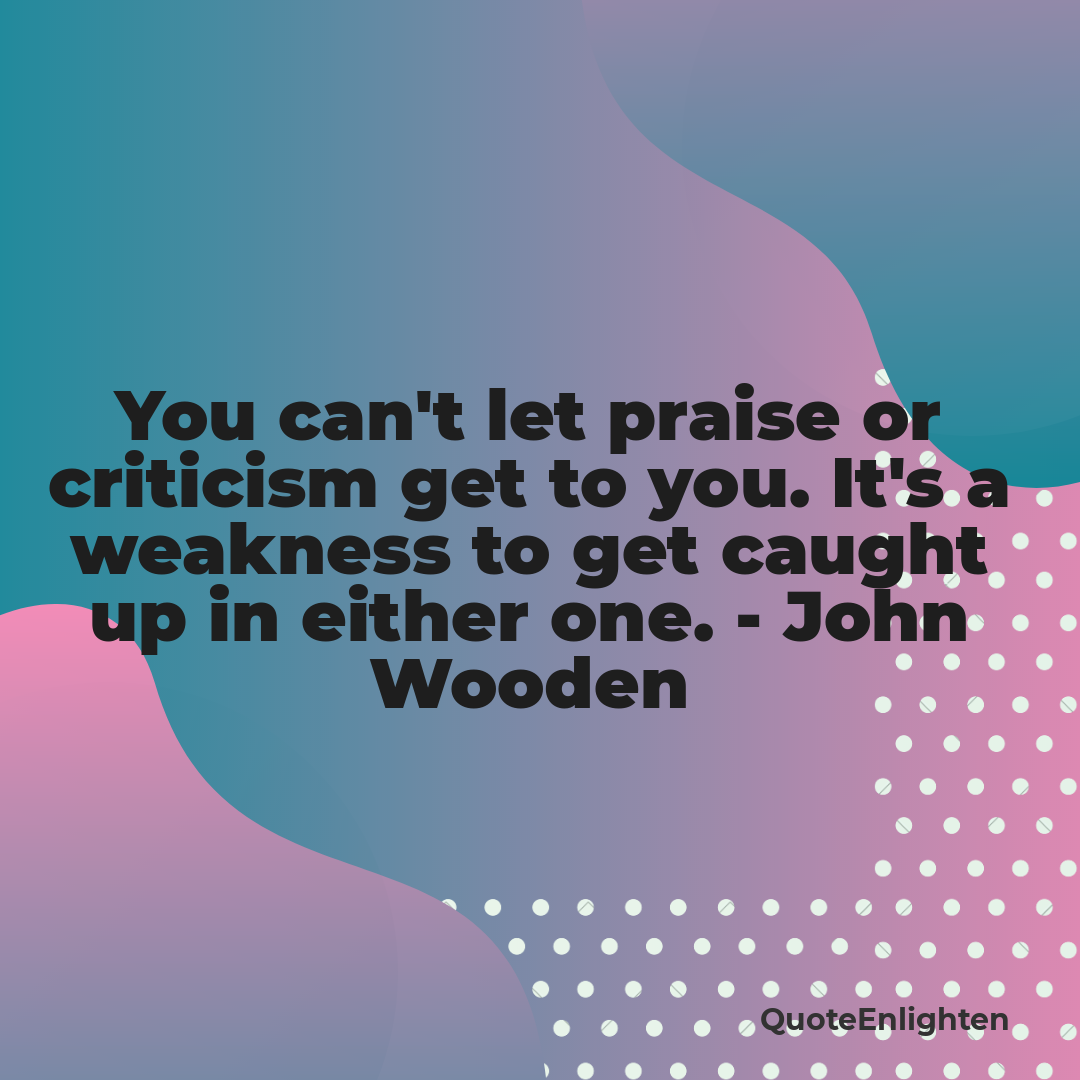 You can't let praise or
criticism get to you. It's a
weakness to get caught
up in either one. - John
Wooden
QuoteEnlighten